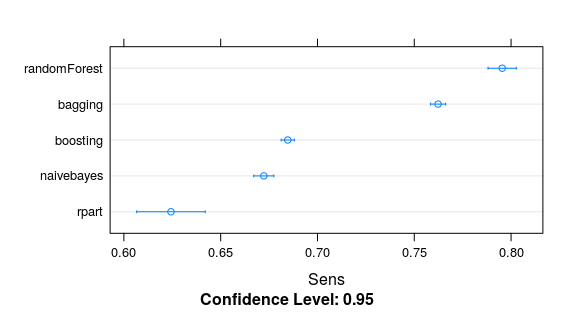 randomForest
bagging
boosting
naivebayes
rpart
0.60 0.65 0.70 0.75 0.80
Sens
Confidence Level: 0.95